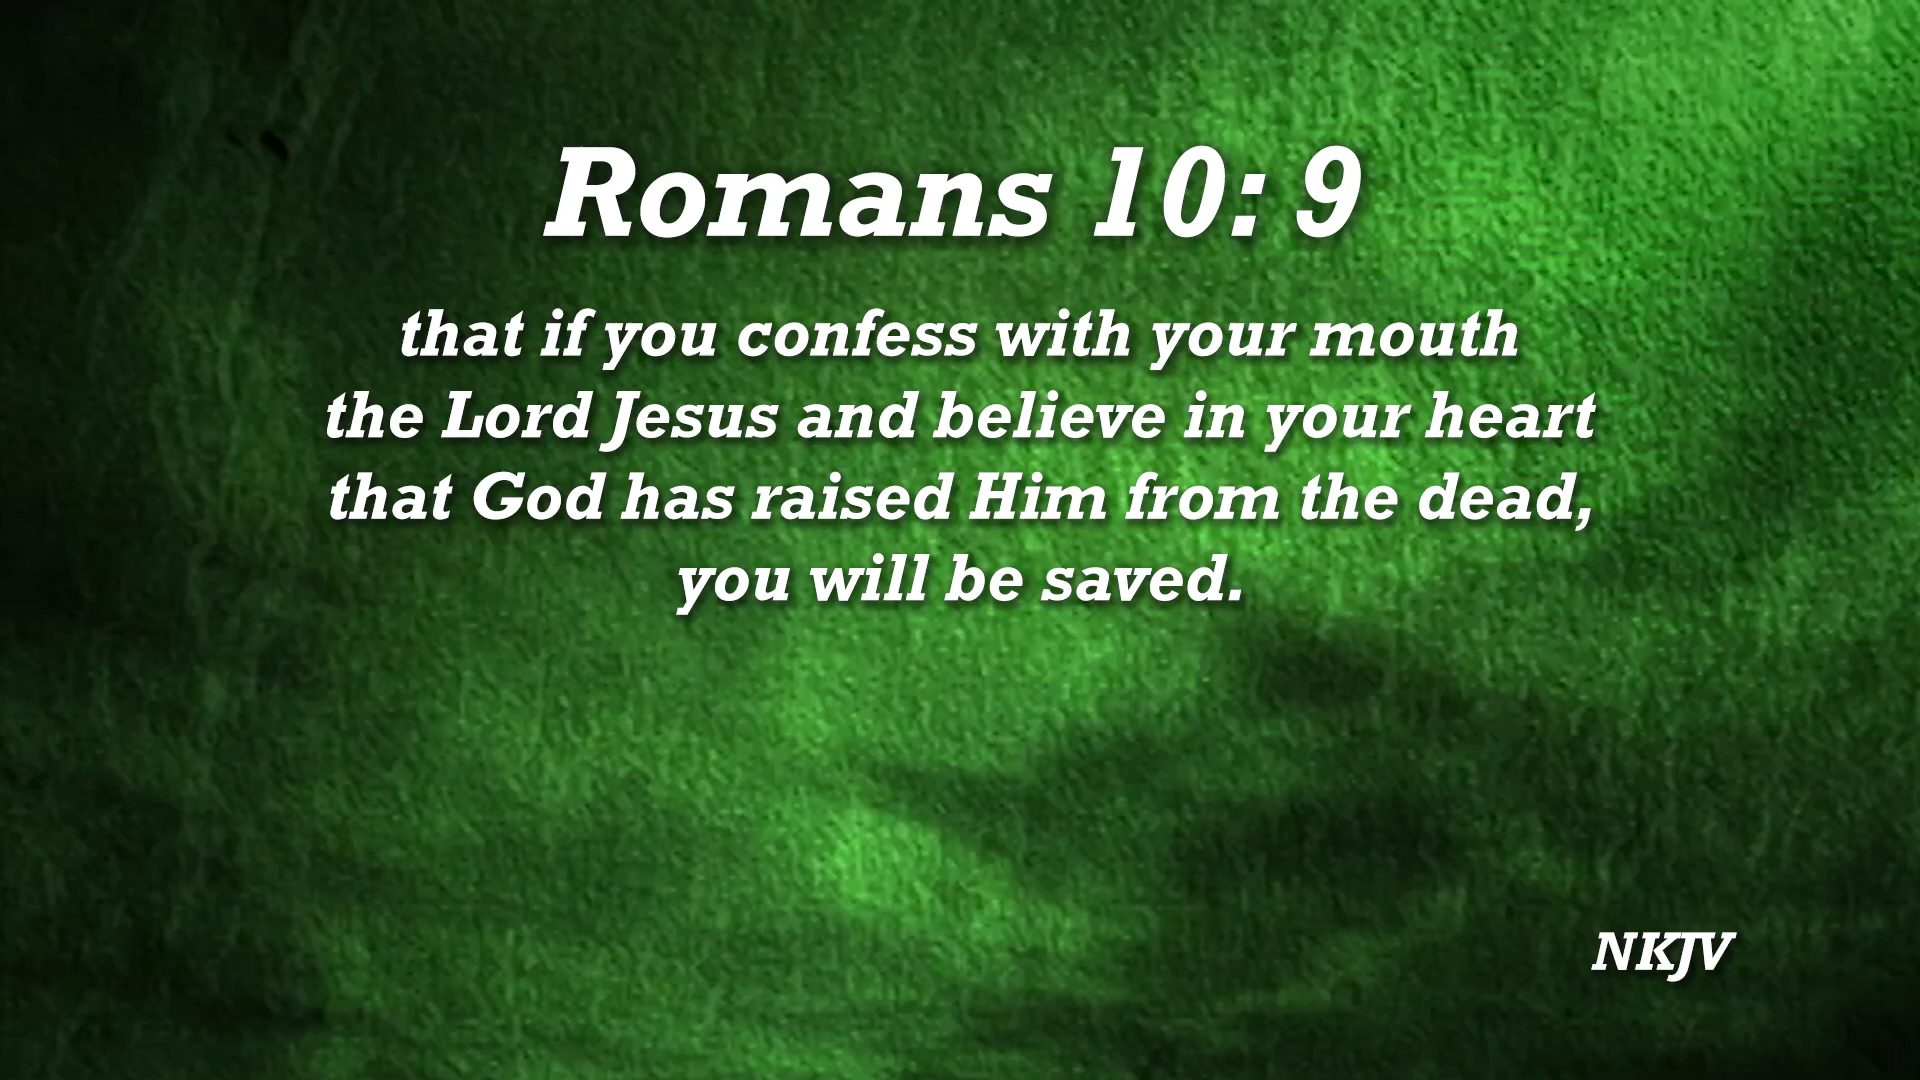 Romans 10: 9
that if you confess with your mouth
the Lord Jesus and believe in your heart
that God has raised Him from the dead,
you will be saved.
NKJV